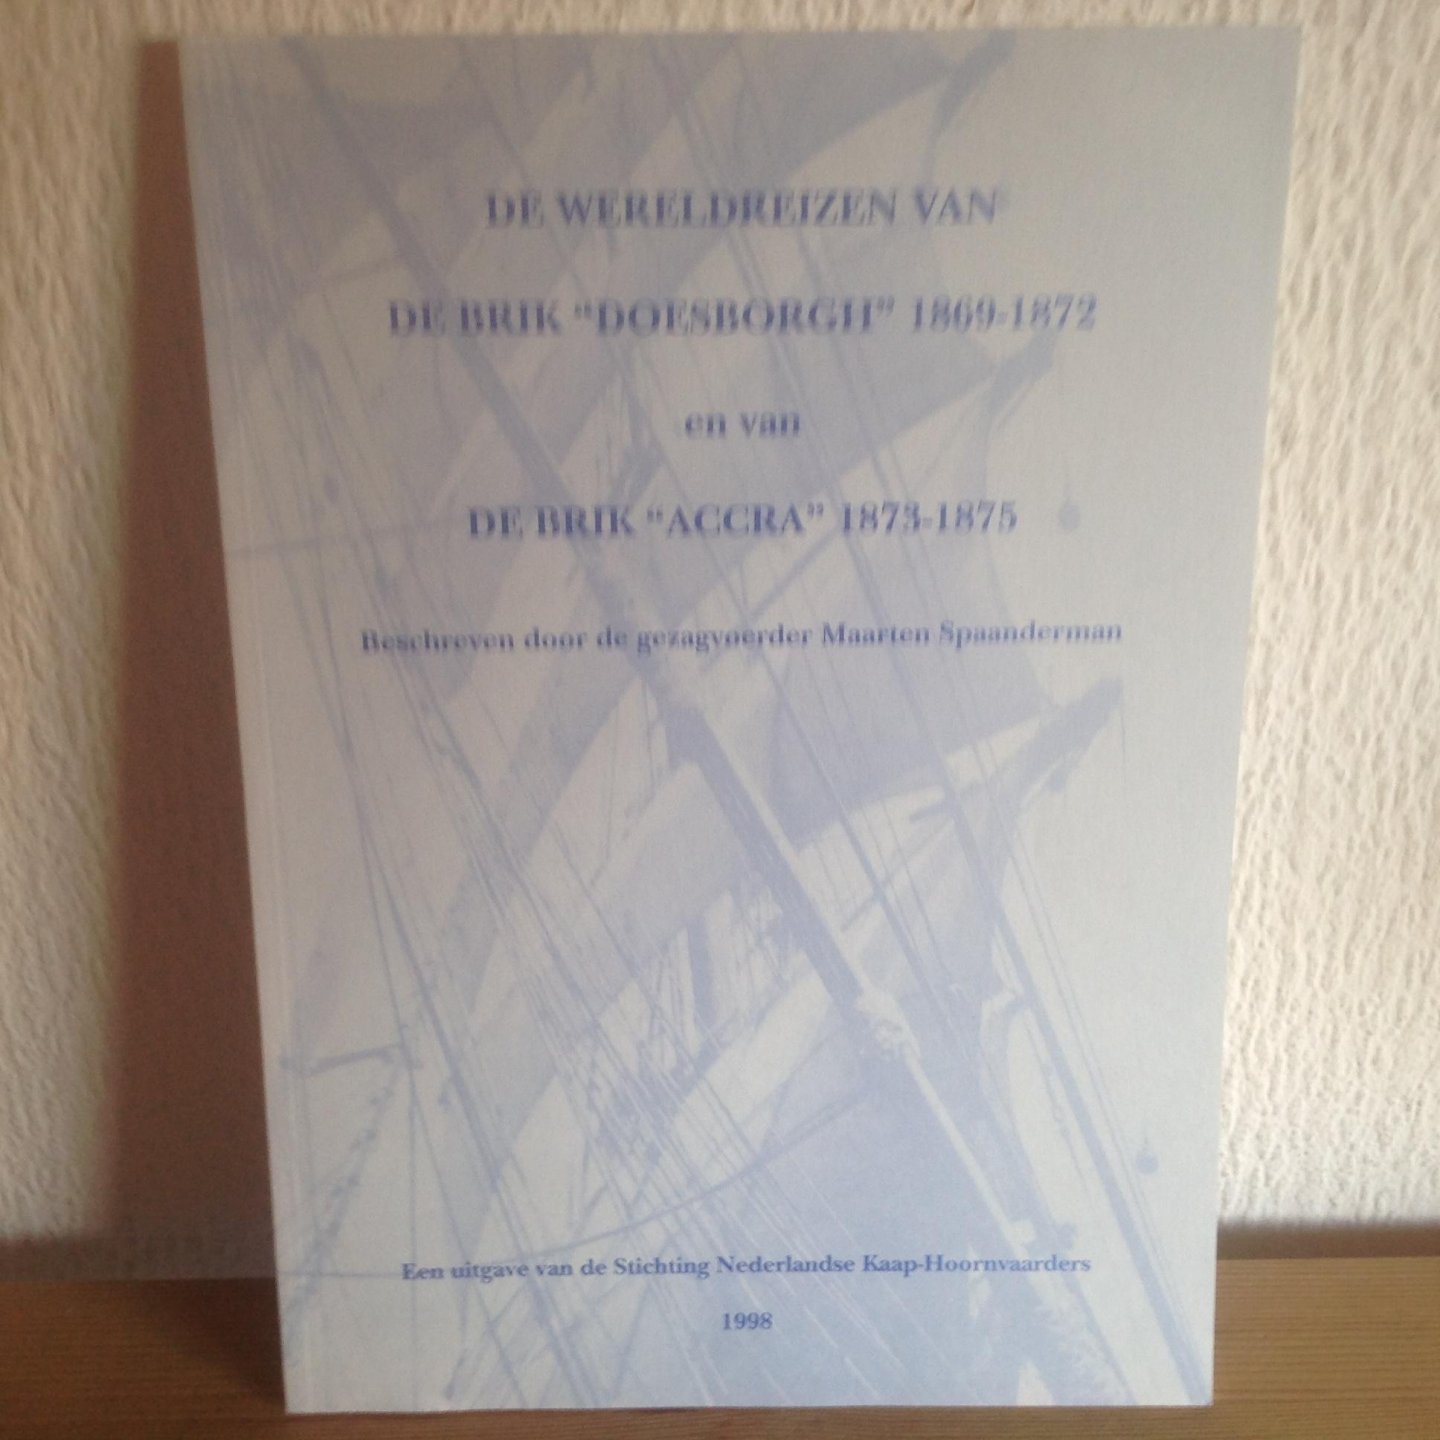 DE WERELDREIZEN VAN
DE BRIK “DOESBORGH” 1869-1872
en van
DE BRIK “ACCRA” 1873-1875
Beschreven door de gezagvoerder Maarten Spaanderman
Een uitgave van de Stichting Nederlandse Kaap-Hoornvaarders
1998